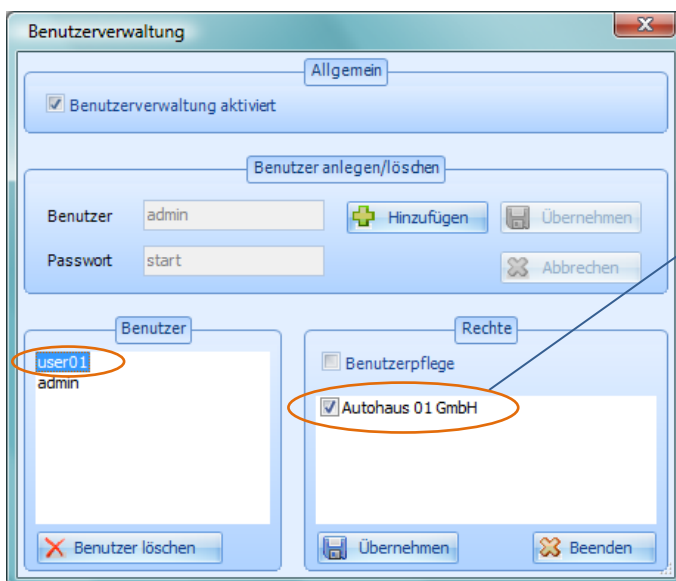 Benutzerverwaltung
Allgemein
Benutzerverwaltung aktiviert
Benutzer anlegen/löschen
Benutzer admin Hinzufügen Übernehmen
Passwort start Abbrechen
Benutzer
user01
admin
Benutzer löschen
Rechte
Benutzerpflege
Autohaus 01 GmbH
Übernehmen Beenden